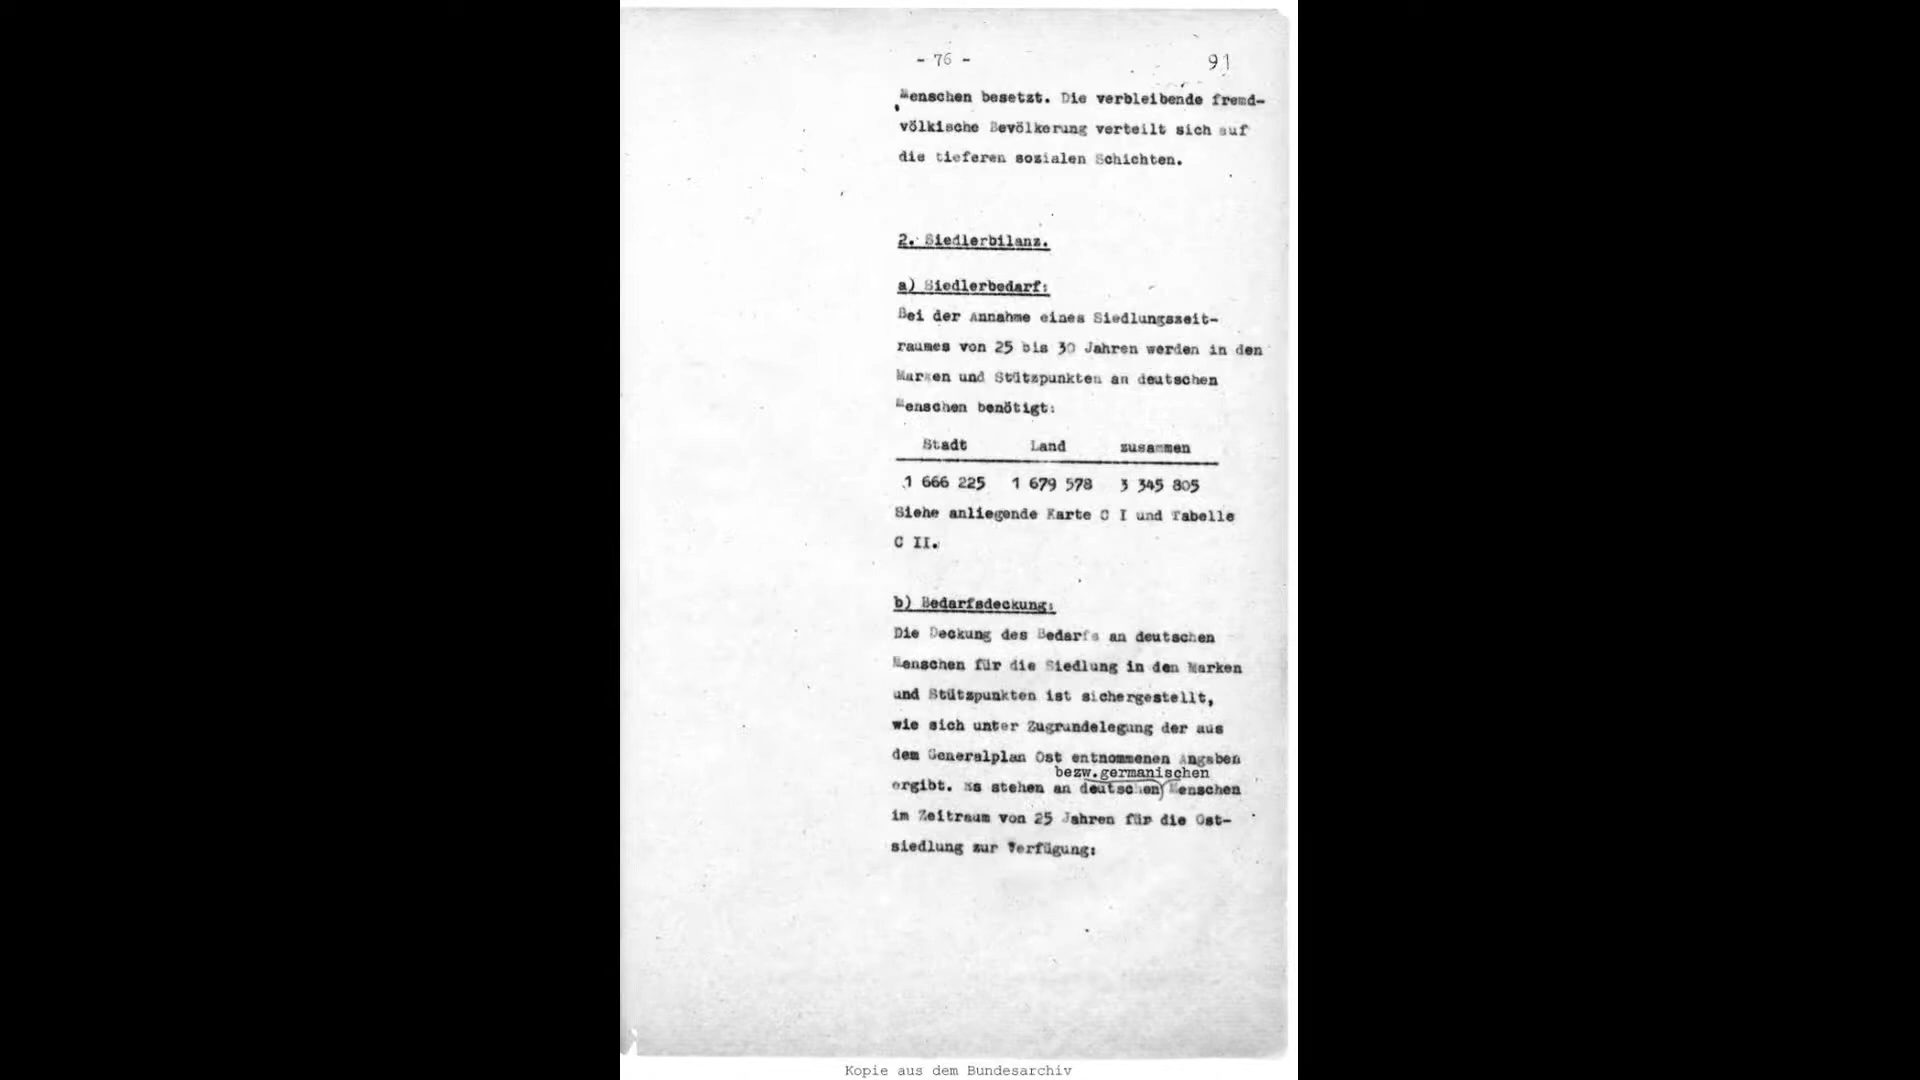 - 76 -
91
Menschen besetzt. Die verbleibende fremd-
völkische Bevölkerung verteilt sich auf
die tieferen sozialen Schichten.
2. Siedlerbilanz.
a) Siedlerbedarf:
Bei der Annahme eines Siedlungszeit-
raumes von 25 bis 30 Jahren werden in den
Marken und Stützpunkten an deutschen
Menschen benötigt:
Stadt Land zusammen
1 666 225 1 679 578 3 345 805
Siehe anliegende Karte C I und Tabelle
C II.
b) Bedarfsdeckung:
Die Deckung des Bedarfs an deutschen
Menschen für die Siedlung in den Marken
und Stützpunkten ist sichergestellt,
wie sich unter Zugrundelegung der aus
dem Generalplan Ost entnommenen Angaben
bezw.germanischen
ergibt. Es stehen an deutschen Menschen
im Zeitraum von 25 Jahren für die Ost-
siedlung zur Verfügung:
Kopie aus dem Bundesarchiv